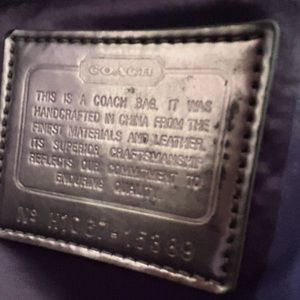 COACH
THIS IS A COACH BAG. IT WAS
HANDCRAFTED IN CHINA FROM THE
FINEST MATERIALS AND LEATHER.
ITS SUPERIOR CRAFTSMANSHIP
REFLECTS OUR COMMITMENT TO
ENDURING QUALITY.
Nº